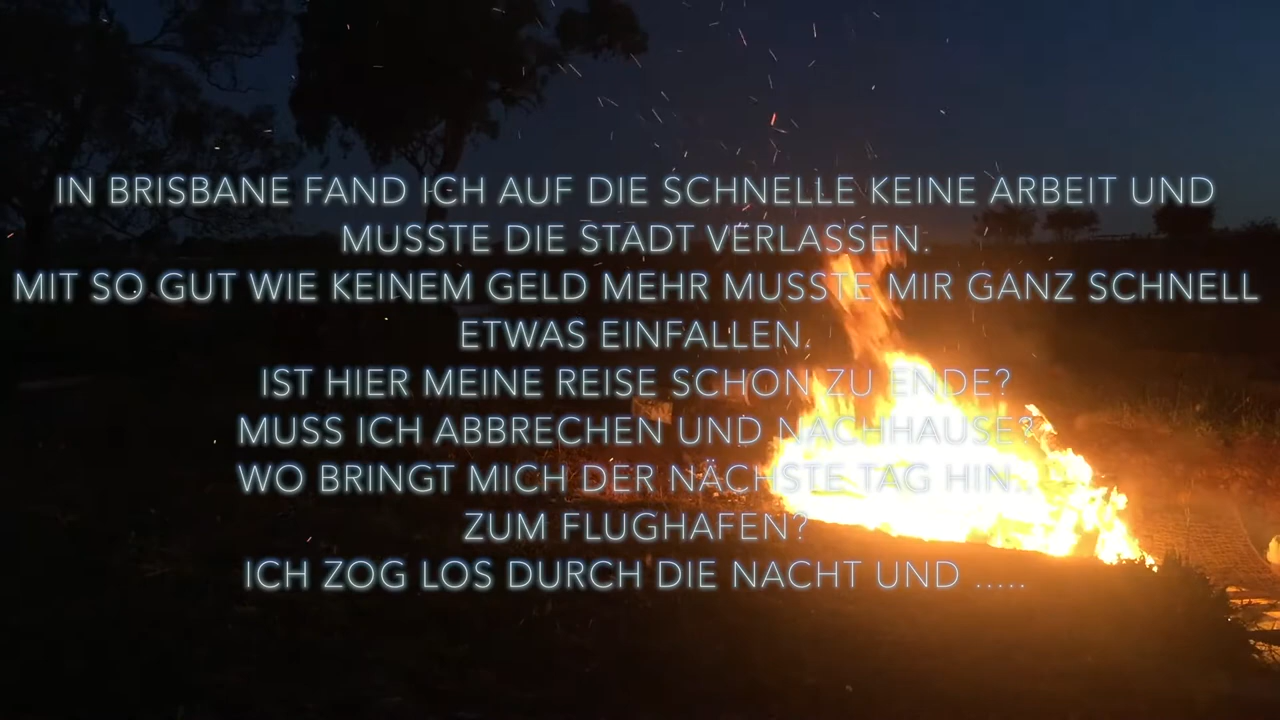 IN BRISBANE FAND ICH AUF DIE SCHNELLE KEINE ARBEIT UND
MUSSTE DIE STADT VERLASSEN.
MIT SO GUT WIE KEINEM GELD MEHR MUSSTE MIR GANZ SCHNELL
ETWAS EINFALLEN.
IST HIER MEINE REISE SCHON ZU ENDE?
MUSS ICH ABBRECHEN UND NACHHAUSE?
WO BRINGT MICH DER NÄCHSTE TAG HIN..
ZUM FLUGHAFEN?
ICH ZOG LOS DURCH DIE NACHT UND .....